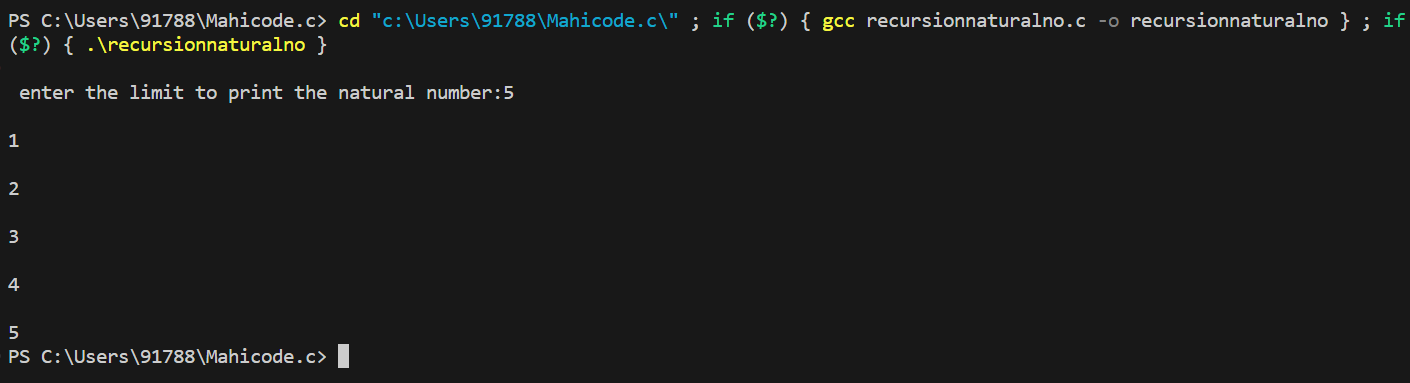 PS C:\Users\91788\Mahicode.c> cd "c:\Users\91788\Mahicode.c\" ; if ($?) { gcc recursionnaturalno.c -o recursionnaturalno } ; if
($?) { .\recursionnaturalno }
enter the limit to print the natural number:5
1
2
3
4
5
PS C:\Users\91788\Mahicode.c>